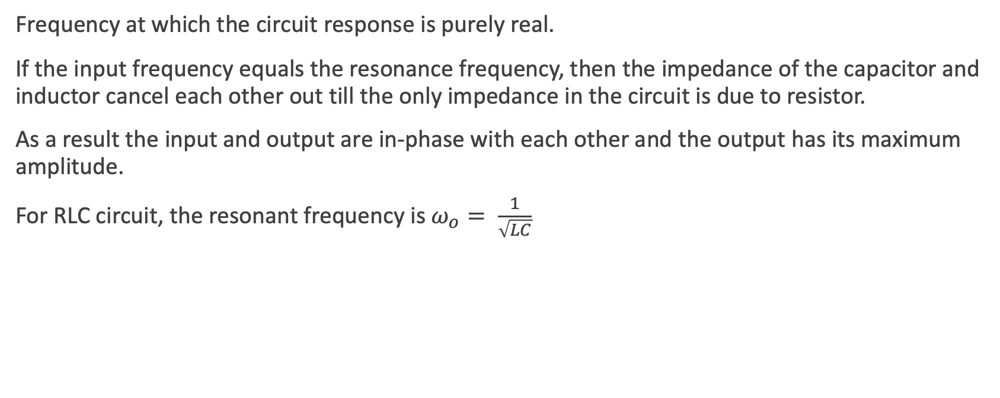 Frequency at which the circuit response is purely real.
If the input frequency equals the resonance frequency, then the impedance of the capacitor and
inductor cancel each other out till the only impedance in the circuit is due to resistor.
As a result the input and output are in-phase with each other and the output has its maximum
amplitude.
For RLC circuit, the resonant frequency is ωₒ = 1/√LC